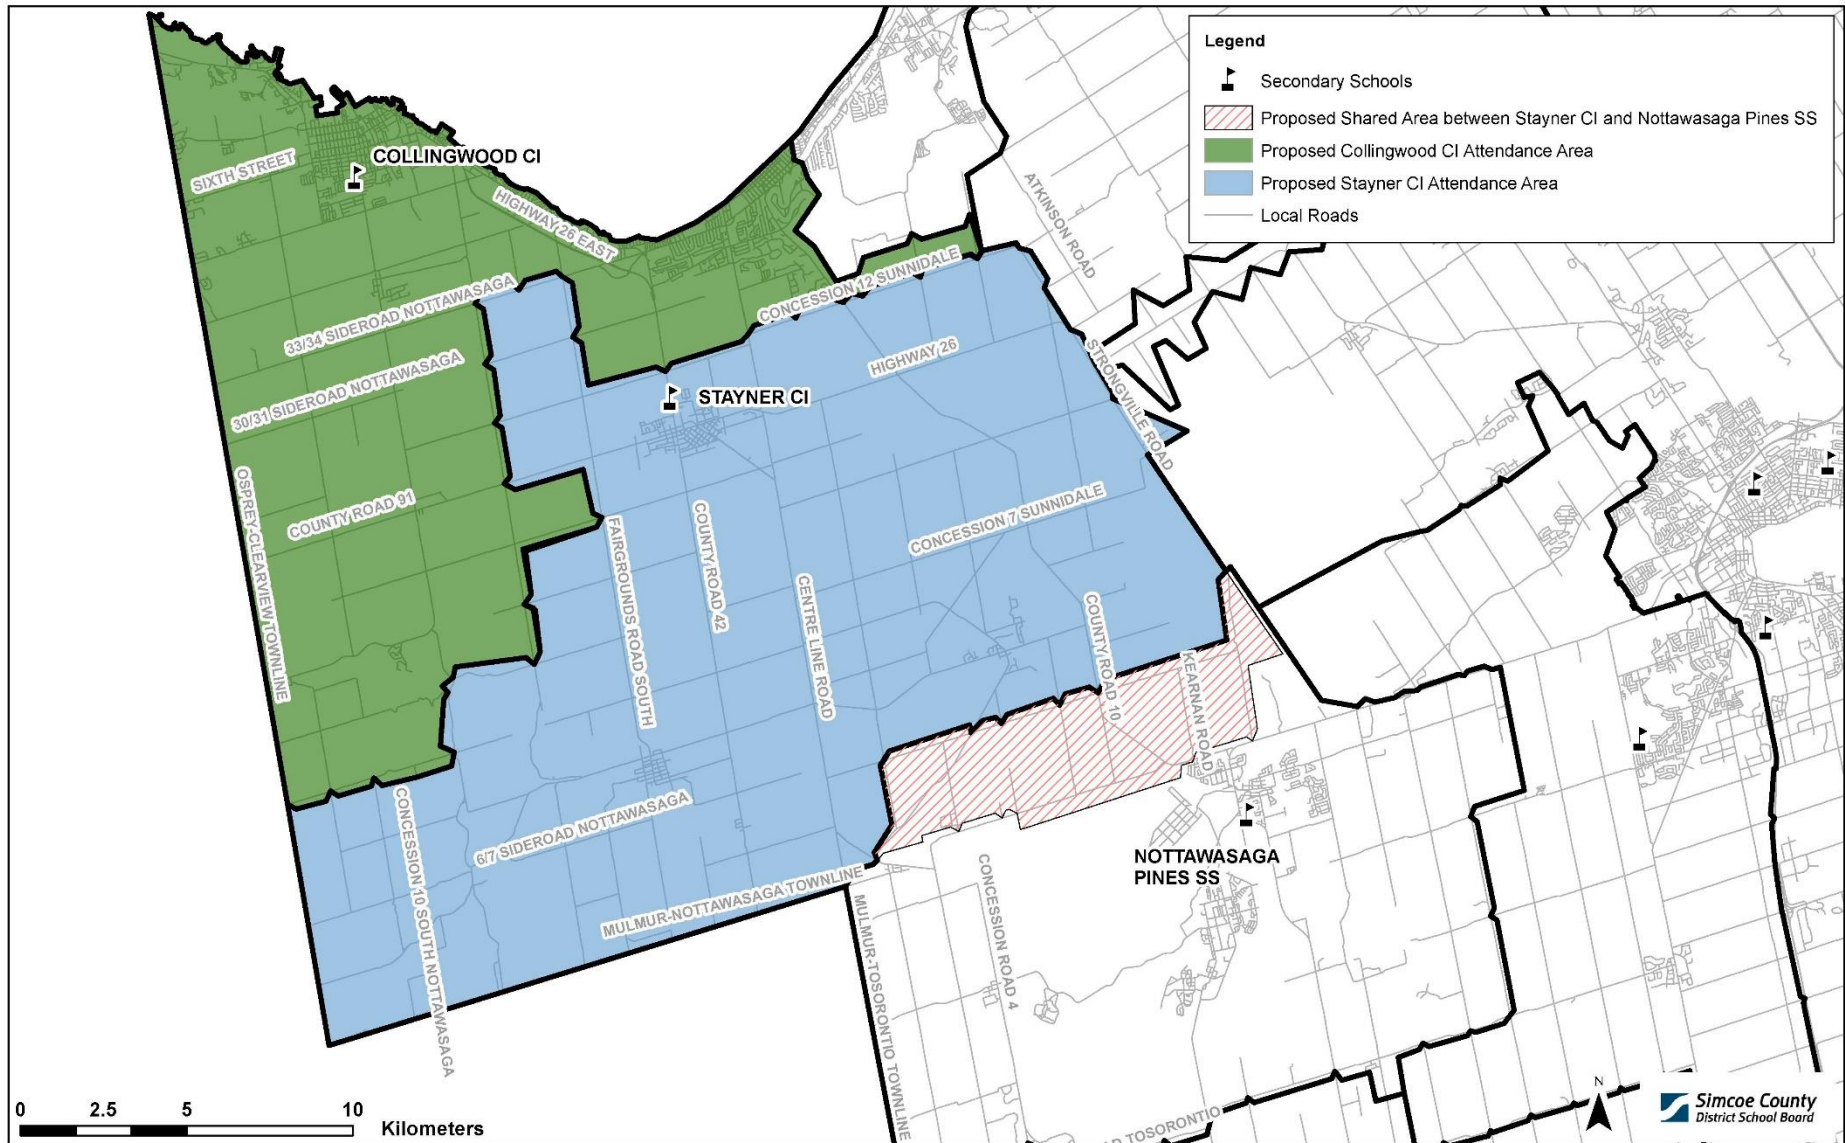 Legend
Secondary Schools
Proposed Shared Area between Stayner CI and Nottawasaga Pines SS
Proposed Collingwood CI Attendance Area
Proposed Stayner CI Attendance Area
Local Roads
COLLINGWOOD CI
SIXTH STREET
HIGHWAY 26 EAST
ATKINSON ROAD
CONCESSION 12 SUNNIDALE
33/34 SIDEROAD NOTTAWASAGA
30/31 SIDEROAD NOTTAWASAGA
HIGHWAY 26
STRONGVILLE ROAD
STAYNER CI
OSPREY-CLEARVIEW TOWNLINE
COUNTY ROAD 91
FAIRGROUNDS ROAD SOUTH
COUNTY ROAD 42
CONCESSION 7 SUNNIDALE
CENTRE LINE ROAD
COUNTY ROAD 10
KEARNAN ROAD
CONCESSION 10 SOUTH NOTTAWASAGA
6/7 SIDEROAD NOTTAWASAGA
MULMUR-NOTTAWASAGA TOWNLINE
MULMUR-TOSORONTIO TOWNLINE
CONCESSION ROAD 4
NOTTAWASAGA
PINES SS
TOSORONTIO
0 2.5 5 10
Kilometers
N
Simcoe County
District School Board